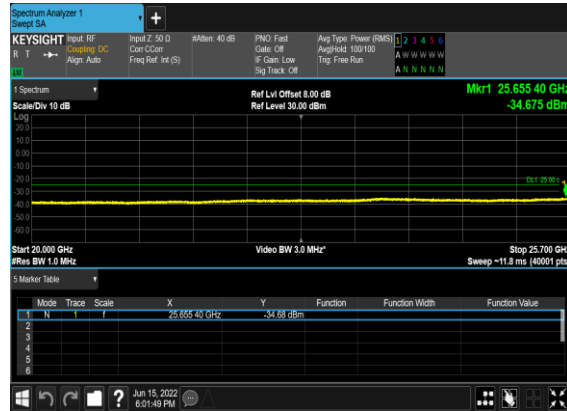 Spectrum Analyzer 1
Swept SA
+
KEYSIGHT Input: RF Input Z: 50 Ω #Atten: 40 dB PNO: Fast Avg Type: Power (RMS) 1 2 3 4 5 6
R T Coupling: DC Corr CCorr Gate: Off Avg|Hold: 100/100 A W W W W W
Align: Auto Freq Ref: Int (S) IF Gain: Low Trig: Free Run
LXI Sig Track: Off A N N N N N
1 Spectrum Ref Lvl Offset 8.00 dB Mkr1 25.655 40 GHz
Scale/Div 10 dB Ref Level 30.00 dBm -34.675 dBm
Log
20.0
10.0
0.00
-10.0
-20.0
DL1 -25.00
-30.0
-40.0
-50.0
-60.0
Start 20.000 GHz Video BW 3.0 MHz* Stop 25.700 GHz
#Res BW 1.0 MHz Sweep ~11.8 ms (40001 pts
5 Marker Table
Mode Trace Scale X Y Function Function Width Function Value
1 N 1 f 25.655 40 GHz -34.68 dBm
2
3
4
5
6
? Jun 15, 2022
6:01:49 PM